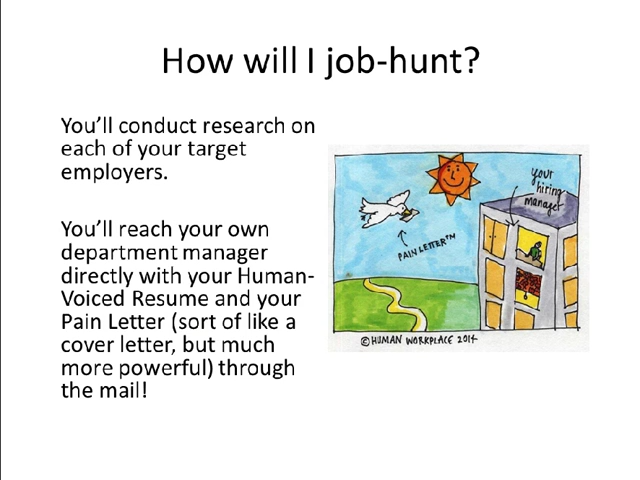 How will I job-hunt?
You'll conduct research on
each of your target
employers.
You'll reach your own
department manager
directly with your Human-
Voiced Resume and your
Pain Letter (sort of like a
cover letter, but much
more powerful) through
the mail!
your
hiring
manager
PAIN LETTER™
©HUMAN WORKPLACE 2014